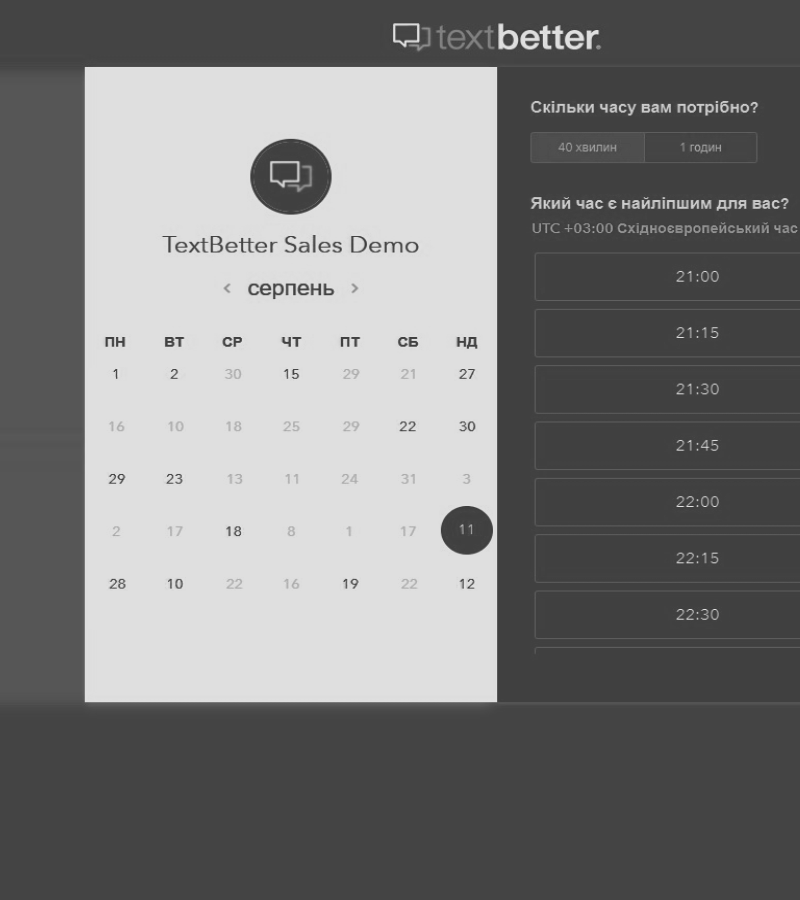 textbetter.
TextBetter Sales Demo
< серпень >
ПН ВТ СР ЧТ ПТ СБ НД
1 2 30 15 29 21 27
16 10 18 25 29 22 30
29 23 13 11 24 31 3
2 17 18 8 1 17 11
28 10 22 16 19 22 12
Скільки часу вам потрібно?
40 хвилин 1 годин
Який час є найліпшим для вас?
UTC +03:00 Східноєвропейський час
21:00
21:15
21:30
21:45
22:00
22:15
22:30